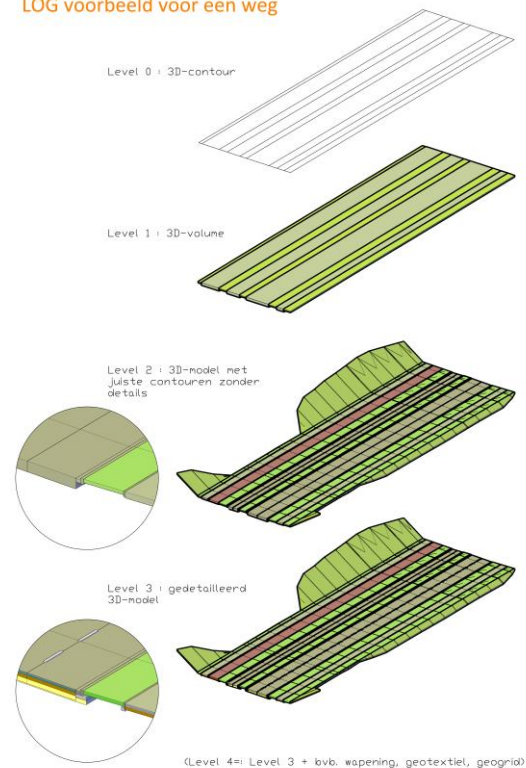 LOG voorbeeld voor een weg
Level 0 : 3D-contour
Level 1 : 3D-volume
Level 2 : 3D-model met
juiste contouren zonder
details
Level 3 : gedetailleerd
3D-model
(Level 4=: Level 3 + bvb. wapening, geotextiel, geogrid)